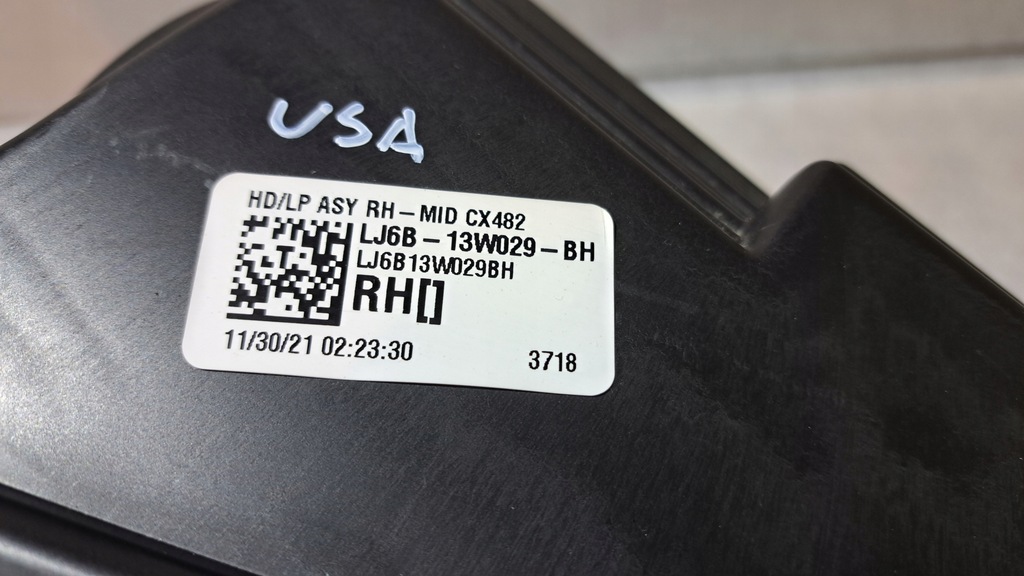 USA
HD/LP ASY RH-MID CX482
LJ6B-13W029-BH
LJ6B13W029BH
RH[]
11/30/21 02:23:30 3718